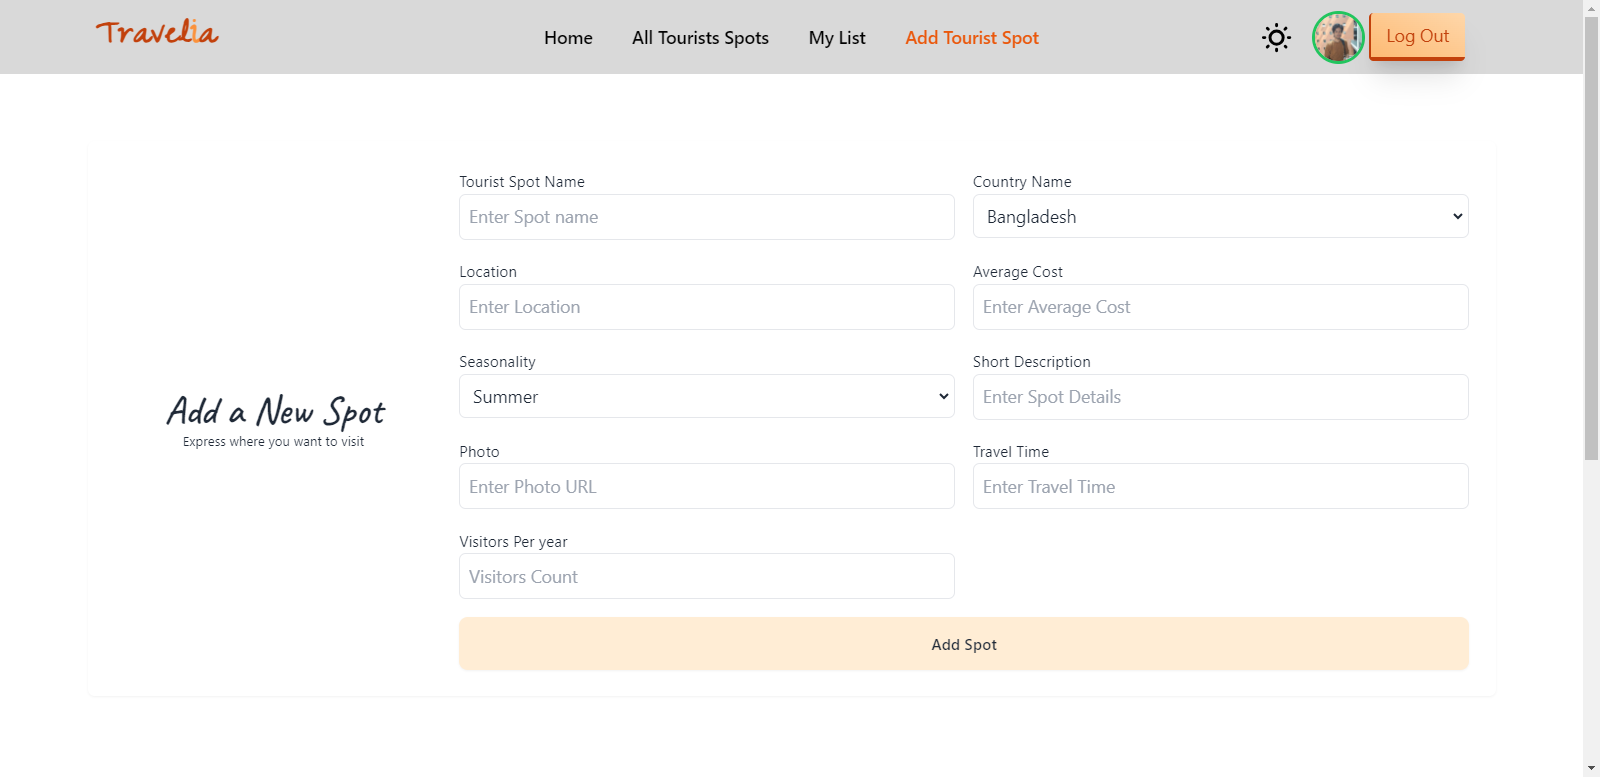 Travelia
Home
All Tourists Spots
My List
Add Tourist Spot
Log Out
Add a New Spot
Express where you want to visit
Tourist Spot Name
Enter Spot name
Country Name
Bangladesh
Location
Enter Location
Average Cost
Enter Average Cost
Seasonality
Summer
Short Description
Enter Spot Details
Photo
Enter Photo URL
Travel Time
Enter Travel Time
Visitors Per year
Visitors Count
Add Spot